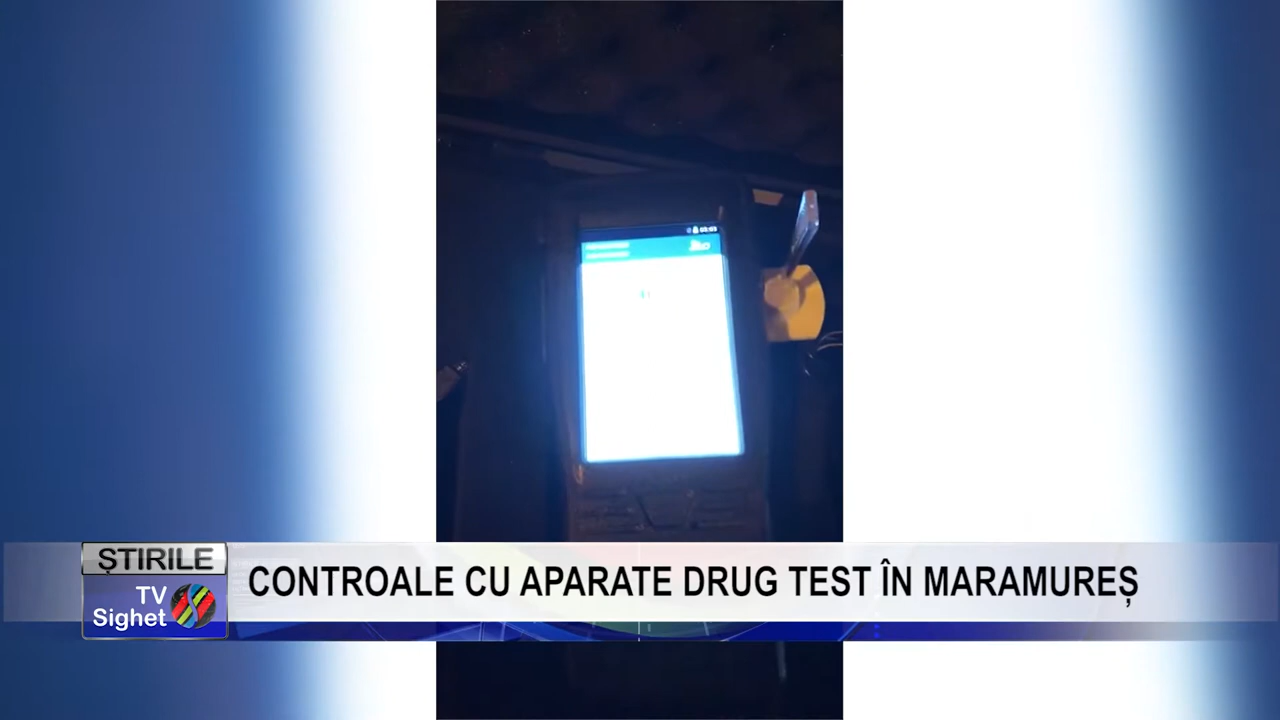 ȘTIRILE
TV
Sighet
CONTROALE CU APARATE DRUG TEST ÎN MARAMUREȘ